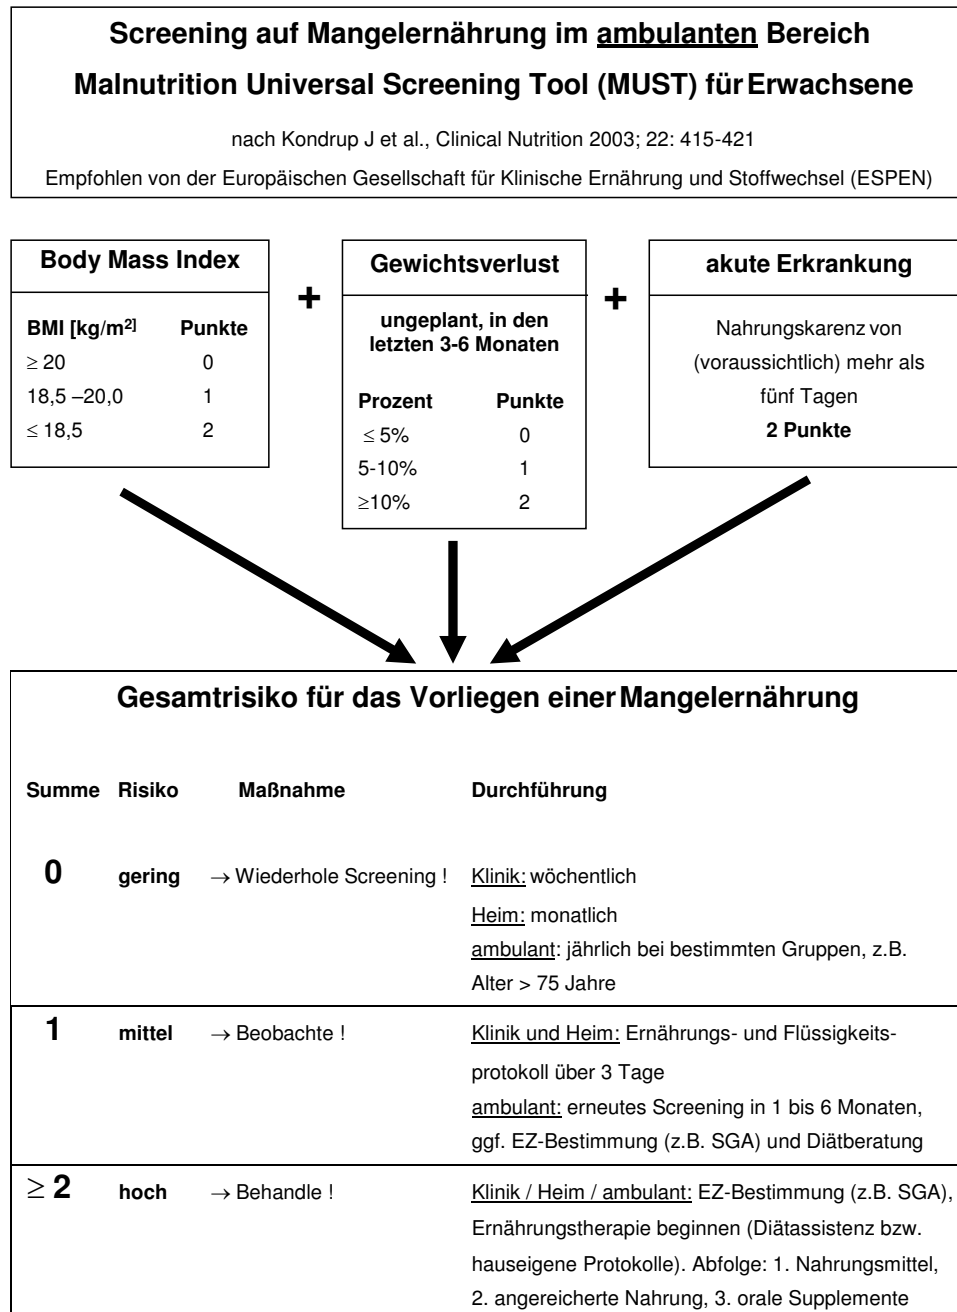 Screening auf Mangelernährung im ambulanten Bereich
Malnutrition Universal Screening Tool (MUST) für Erwachsene
nach Kondrup J et al., Clinical Nutrition 2003; 22: 415-421
Empfohlen von der Europäischen Gesellschaft für Klinische Ernährung und Stoffwechsel (ESPEN)
Body Mass Index
BMI [kg/m²] Punkte
≥ 20 0
18,5 –20,0 1
≤ 18,5 2
+
Gewichtsverlust
ungeplant, in den
letzten 3-6 Monaten
Prozent Punkte
≤ 5% 0
5-10% 1
≥10% 2
+
akute Erkrankung
Nahrungskarenz von
(voraussichtlich) mehr als
fünf Tagen
2 Punkte
Gesamtrisiko für das Vorliegen einer Mangelernährung
Summe Risiko Maßnahme Durchführung
0 gering → Wiederhole Screening ! Klinik: wöchentlich
Heim: monatlich
ambulant: jährlich bei bestimmten Gruppen, z.B.
Alter > 75 Jahre
1 mittel → Beobachte ! Klinik und Heim: Ernährungs- und Flüssigkeits-
protokoll über 3 Tage
ambulant: erneutes Screening in 1 bis 6 Monaten,
ggf. EZ-Bestimmung (z.B. SGA) und Diätberatung
≥ 2 hoch → Behandle ! Klinik / Heim / ambulant: EZ-Bestimmung (z.B. SGA),
Ernährungstherapie beginnen (Diätassistenz bzw.
hauseigene Protokolle). Abfolge: 1. Nahrungsmittel,
2. angereicherte Nahrung, 3. orale Supplemente